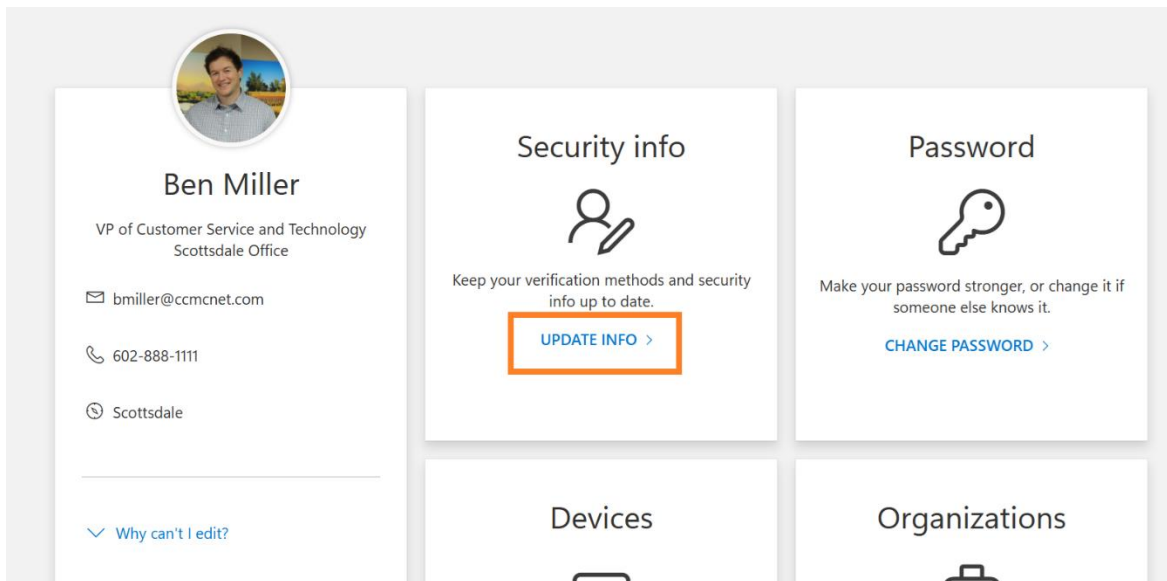 Ben Miller
VP of Customer Service and Technology
Scottsdale Office
bmiller@ccmcnet.com
602-888-1111
Scottsdale
Why can't I edit?
Security info
Keep your verification methods and security
info up to date.
UPDATE INFO >
Password
Make your password stronger, or change it if
someone else knows it.
CHANGE PASSWORD >
Devices
Organizations